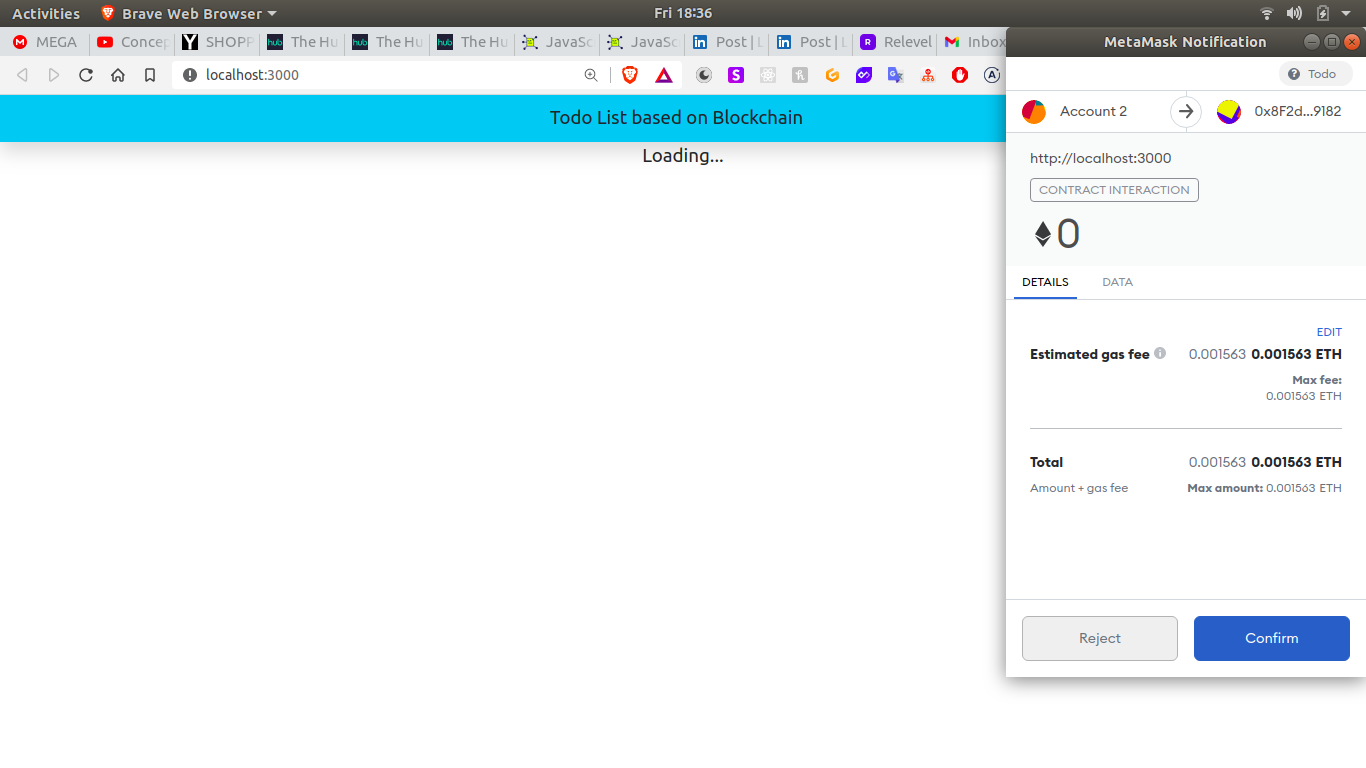 Activities Brave Web Browser Fri 18:36
MEGA Concep SHOPP The Hu The Hu The Hu JavaSc JavaSc Post | L Post | L Relevel Inbox
MetaMask Notification
localhost:3000
Todo
Todo List based on Blockchain
Loading...
Account 2 0x8F2d...9182
http://localhost:3000
CONTRACT INTERACTION
0
DETAILS DATA
EDIT
Estimated gas fee 0.001563 0.001563 ETH
Max fee:
0.001563 ETH
Total 0.001563 0.001563 ETH
Amount + gas fee Max amount: 0.001563 ETH
Reject Confirm